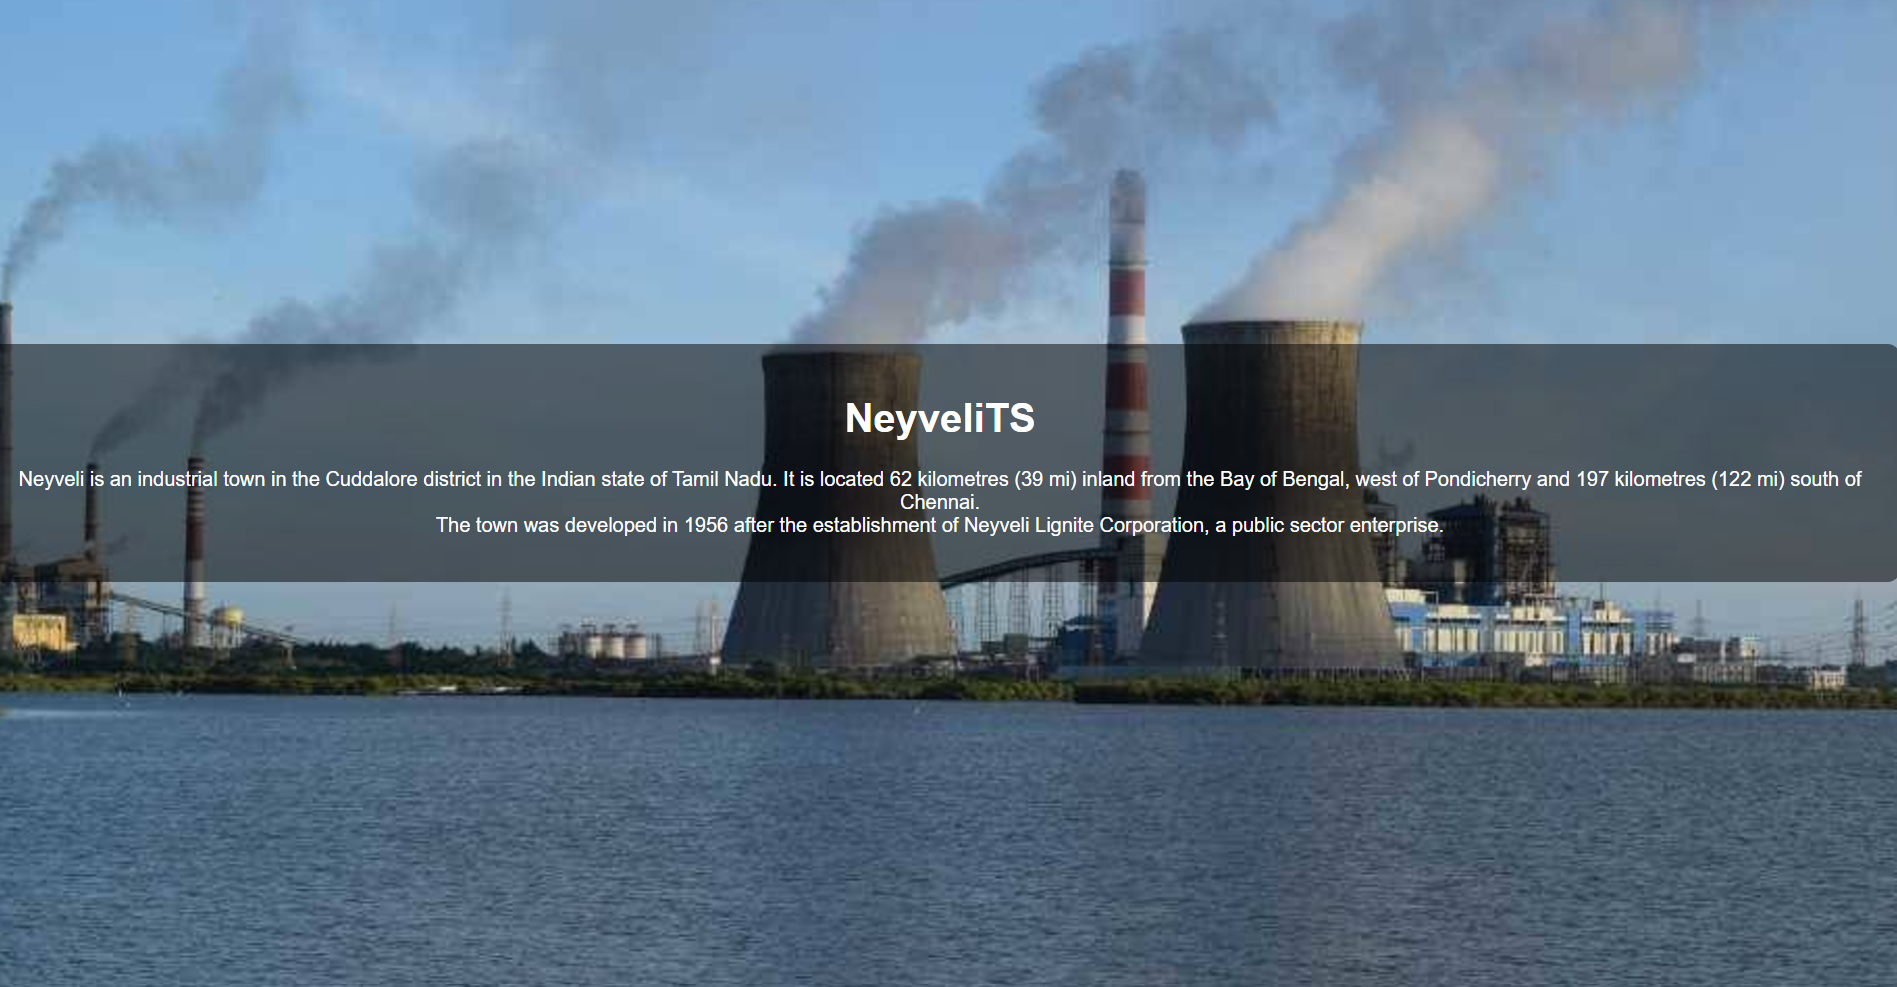 NeyveliTS
Neyveli is an industrial town in the Cuddalore district in the Indian state of Tamil Nadu. It is located 62 kilometres (39 mi) inland from the Bay of Bengal, west of Pondicherry and 197 kilometres (122 mi) south of
Chennai.
The town was developed in 1956 after the establishment of Neyveli Lignite Corporation, a public sector enterprise.